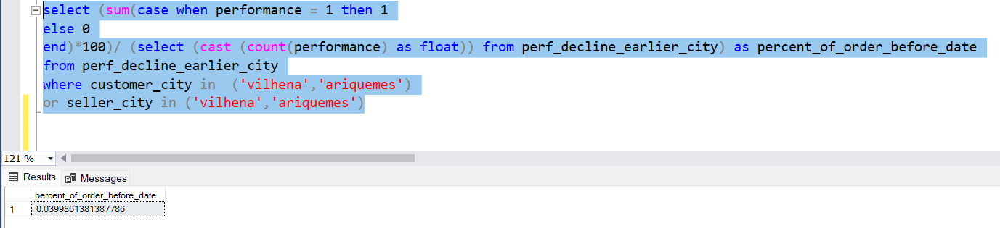 select (sum(case when performance = 1 then 1
else 0
end)*100)/ (select (cast (count(performance) as float)) from perf_decline_earlier_city) as percent_of_order_before_date
from perf_decline_earlier_city
where customer_city in  ('vilhena','ariquemes')
or seller_city in ('vilhena','ariquemes')
121 %
Results Messages
percent_of_order_before_date
1 0.0399861381387786